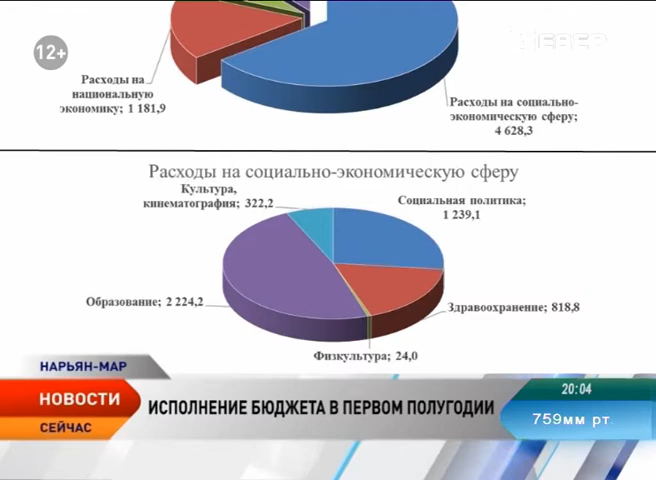 12+
СЕВЕР
Расходы на
национальную
экономику; 1 181,9
Расходы на социально-
экономическую сферу;
4 628,3
Расходы на социально-экономическую сферу
Культура,
кинематография; 322,2
Социальная политика;
1 239,1
Образование; 2 224,2
Здравоохранение; 818,8
Физкультура; 24,0
НАРЬЯН-МАР
НОВОСТИ
СЕЙЧАС
ИСПОЛНЕНИЕ БЮДЖЕТА В ПЕРВОМ ПОЛУГОДИИ
20:04
759мм рт.